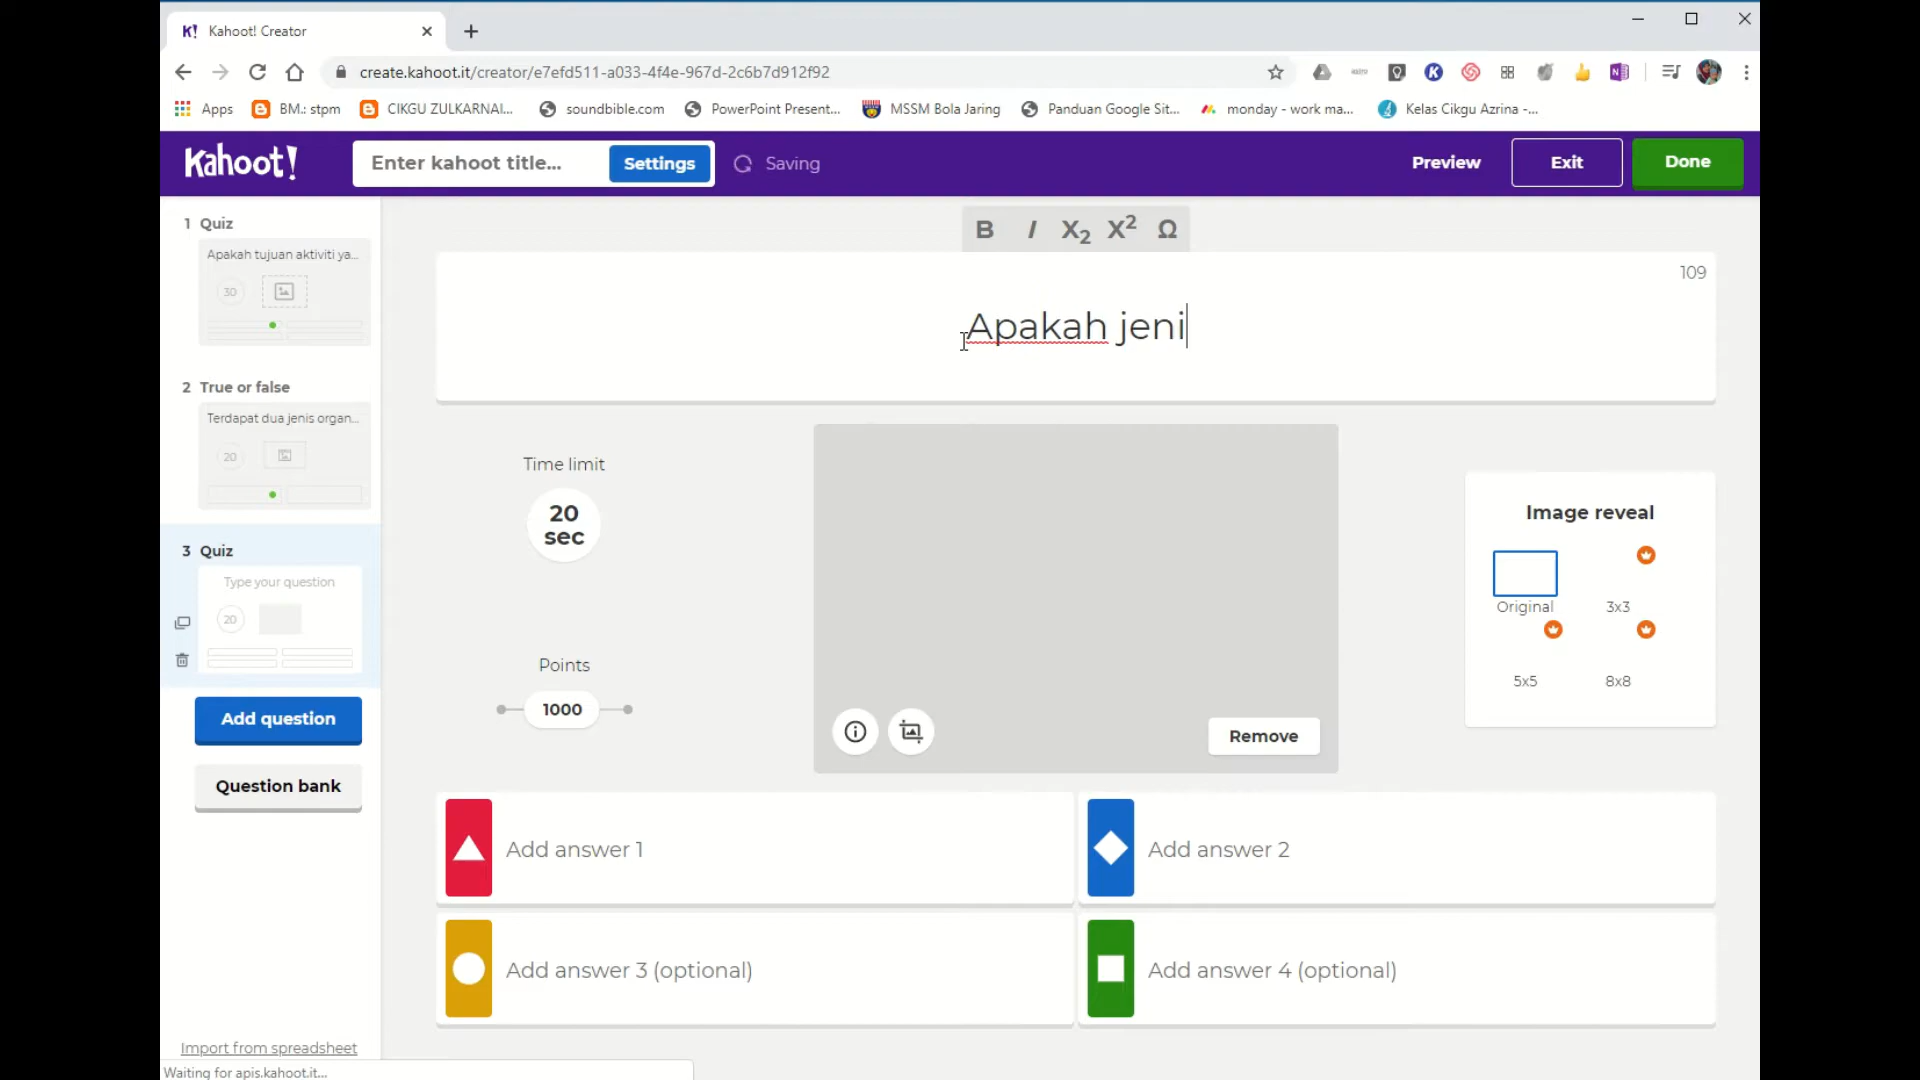 K! Kahoot! Creator
create.kahoot.it/creator/e7efd511-a033-4f4e-967d-2c6b7d912f92
Apps BM.: stpm CIKGU ZULKARNAI... soundbible.com PowerPoint Present... MSSM Bola Jaring Panduan Google Sit... monday - work ma... Kelas Cikgu Azrina -...
Kahoot! Enter kahoot title... Settings Saving Preview Exit Done
B I X2 X2 Ω
1 Quiz
Apakah tujuan aktiviti ya...
30
2 True or false
Terdapat dua jenis organ...
20
3 Quiz
Type your question
20
Add question
Question bank
Import from spreadsheet
Waiting for apis.kahoot.it...
109
Apakah jeni
Time limit
20
sec
Points
1000
Remove
Image reveal
Original 3x3
5x5 8x8
Add answer 1
Add answer 2
Add answer 3 (optional)
Add answer 4 (optional)